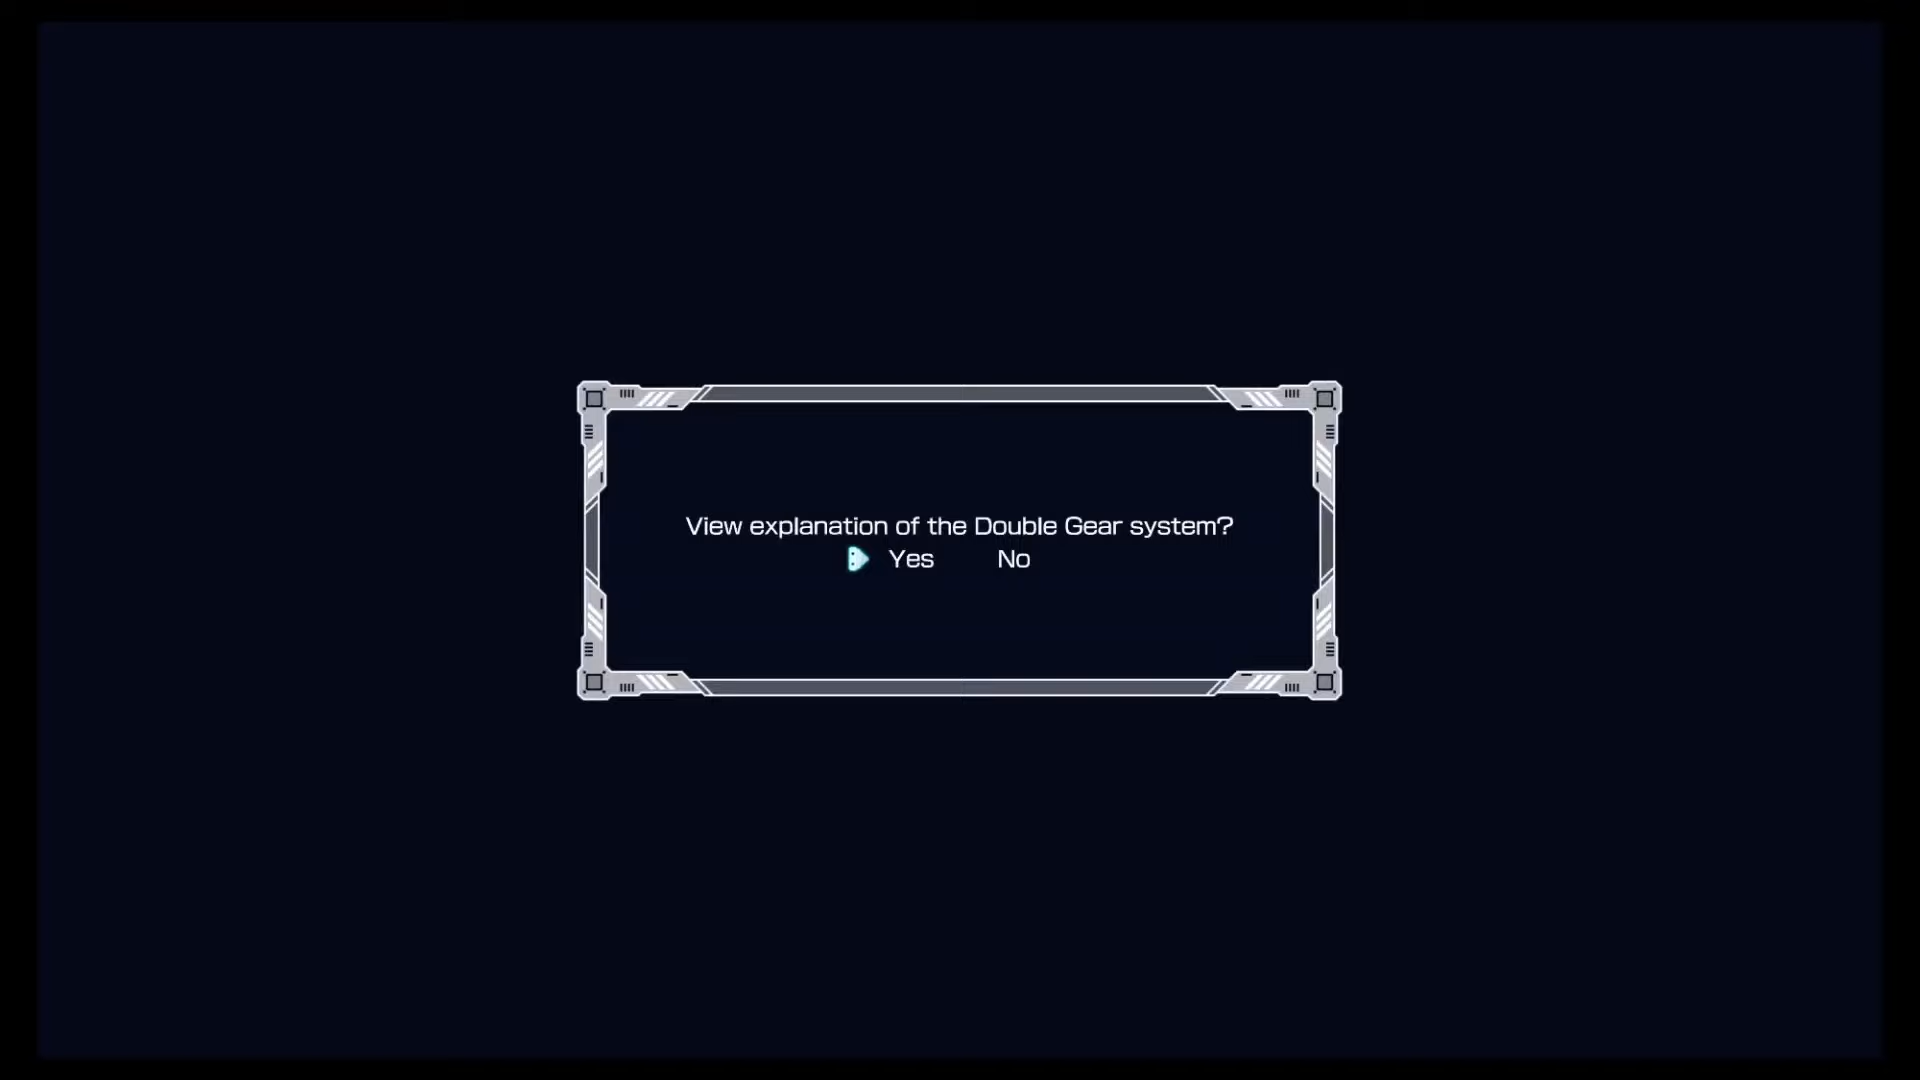 View explanation of the Double Gear system?
Yes No